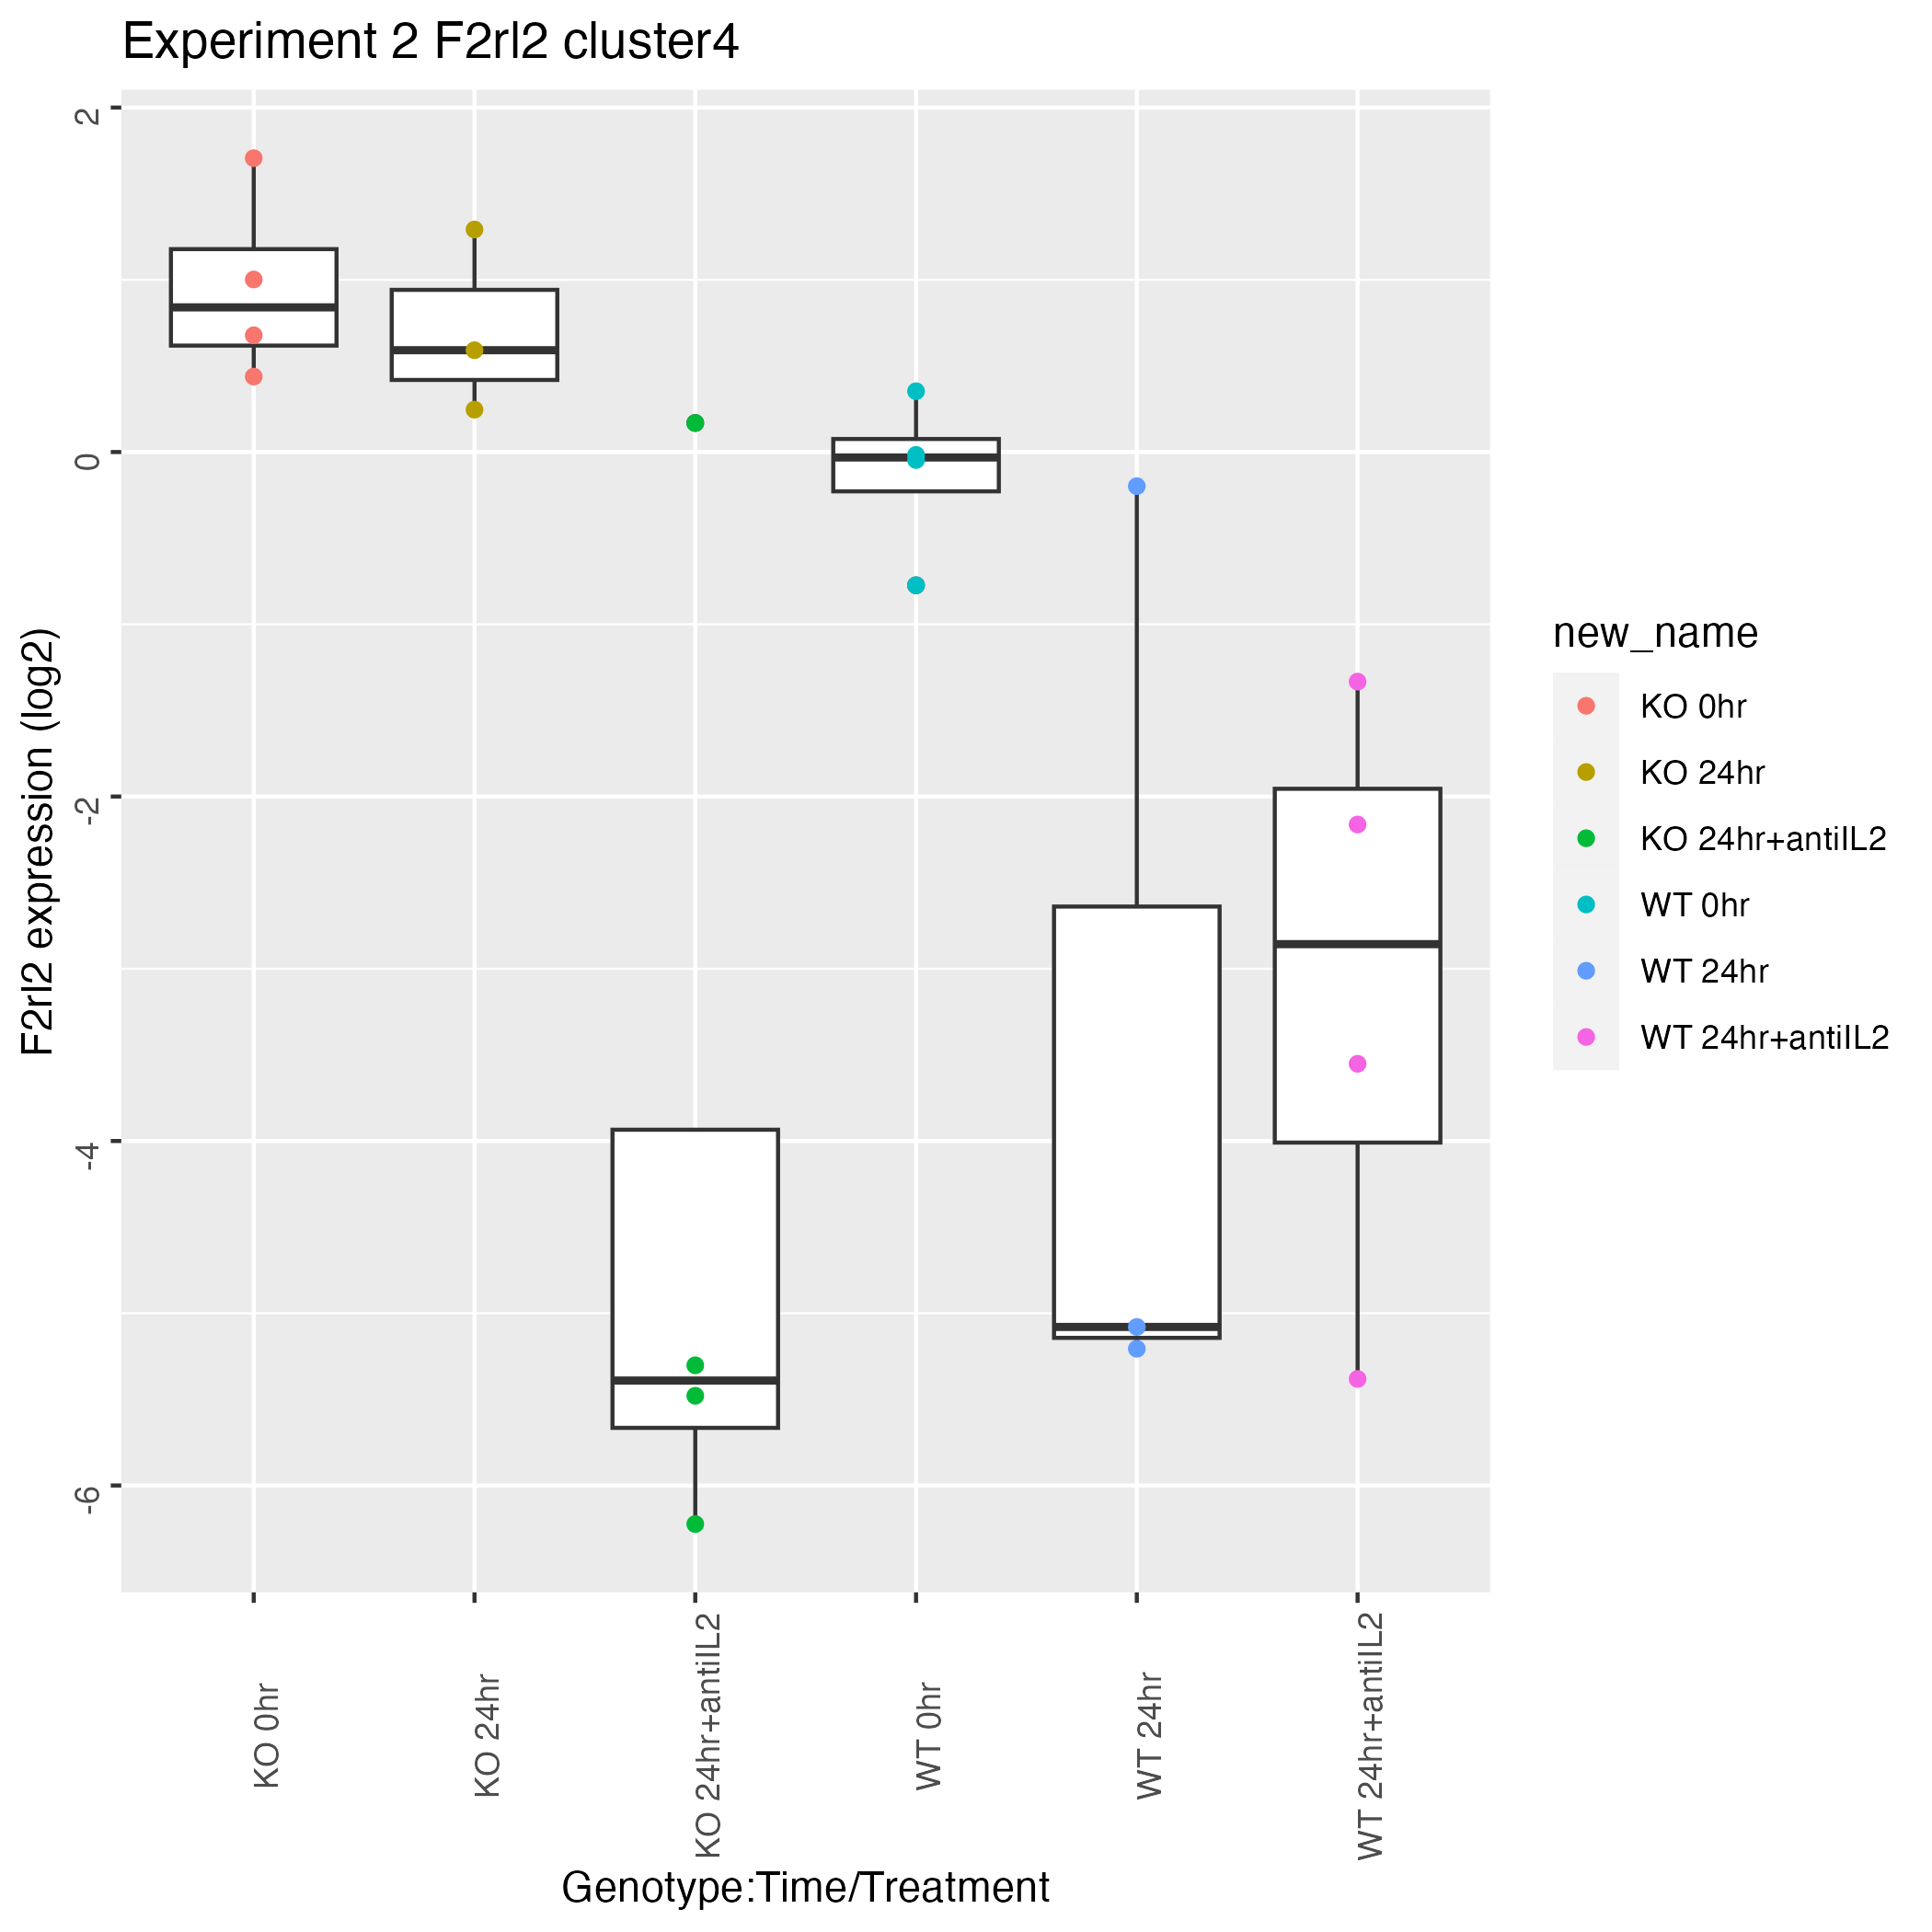 Experiment 2 F2rl2 cluster4
F2rl2 expression (log2)
2
0
-2
-4
-6
KO 0hr
KO 24hr
KO 24hr+antiIL2
WT 0hr
WT 24hr
WT 24hr+antiIL2
Genotype:Time/Treatment
new_name
KO 0hr
KO 24hr
KO 24hr+antiIL2
WT 0hr
WT 24hr
WT 24hr+antiIL2